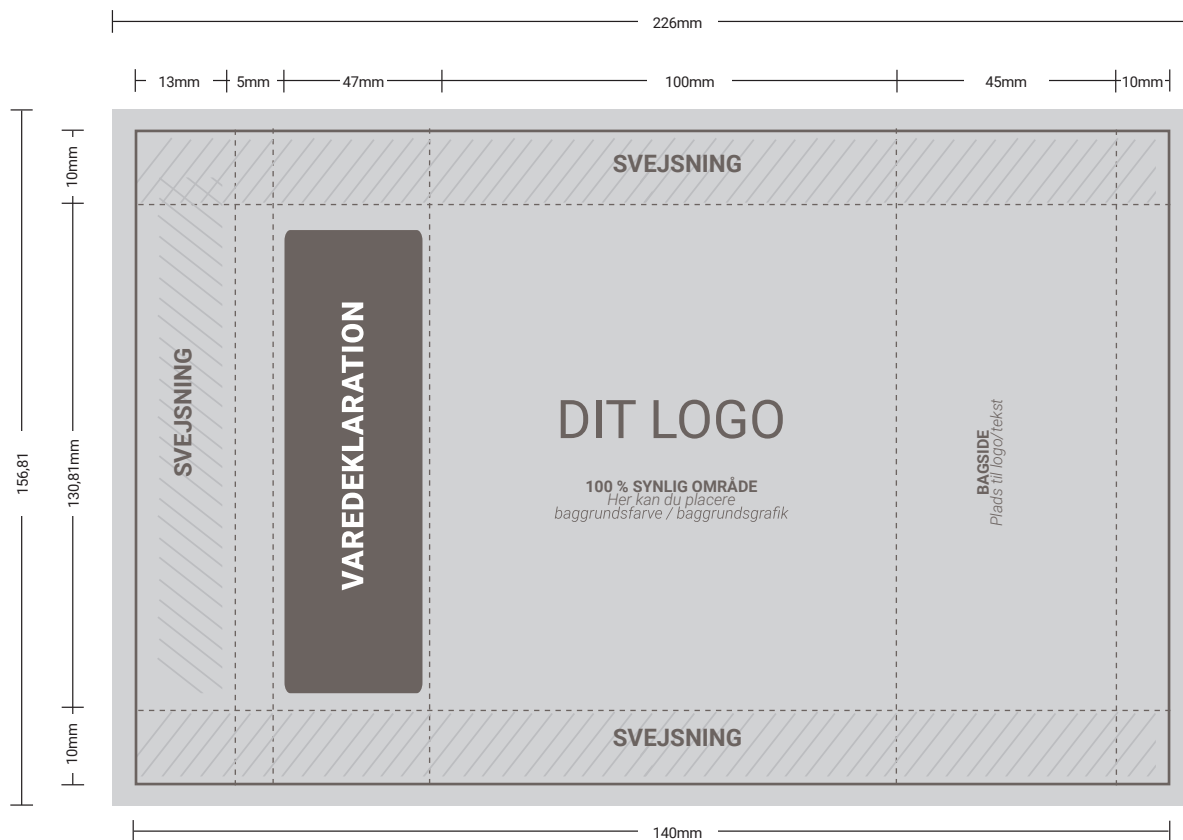 226mm
13mm
5mm
47mm
100mm
45mm
10mm
10mm
SVEJSNING
156,81
130,81mm
SVEJSNING
VAREDEKLARATION
DIT LOGO
100 % SYNLIG OMRÅDE
Her kan du placere
baggrundsfarve / baggrundsgrafik
BAGSIDE
Plads til logo/tekst
10mm
SVEJSNING
140mm